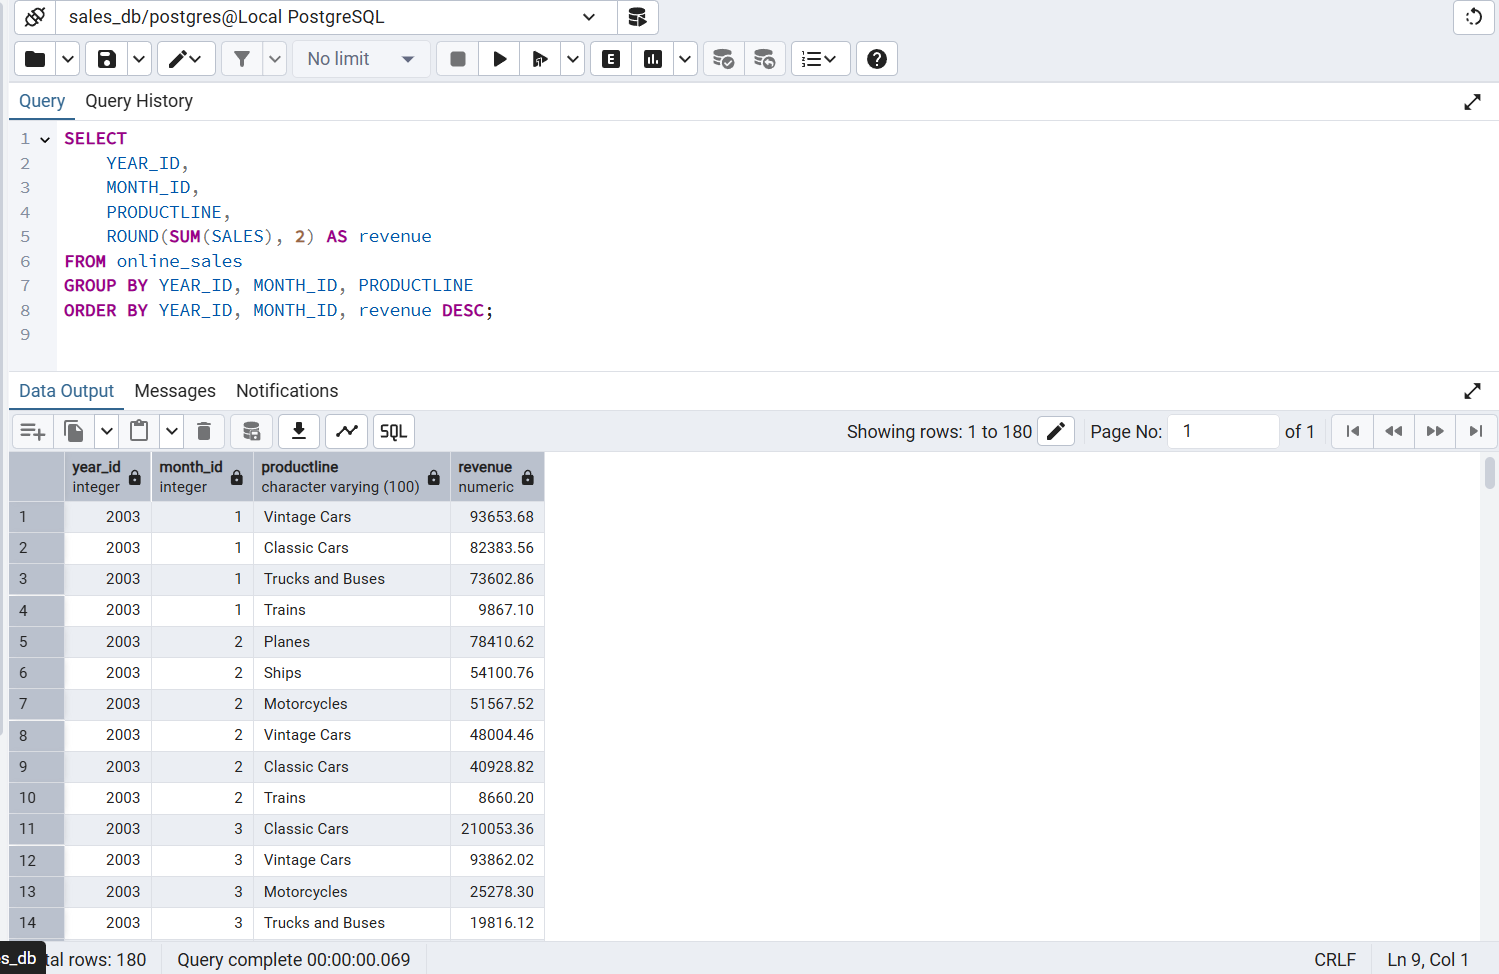 sales_db/postgres@Local PostgreSQL
No limit
E
Query Query History
1 SELECT
2 YEAR_ID,
3 MONTH_ID,
4 PRODUCTLINE,
5 ROUND(SUM(SALES), 2) AS revenue
6 FROM online_sales
7 GROUP BY YEAR_ID, MONTH_ID, PRODUCTLINE
8 ORDER BY YEAR_ID, MONTH_ID, revenue DESC;
9
Data Output Messages Notifications
SQL Showing rows: 1 to 180 Page No: 1 of 1
year_id month_id productline revenue
integer integer character varying (100) numeric
1 2003 1 Vintage Cars 93653.68
2 2003 1 Classic Cars 82383.56
3 2003 1 Trucks and Buses 73602.86
4 2003 1 Trains 9867.10
5 2003 2 Planes 78410.62
6 2003 2 Ships 54100.76
7 2003 2 Motorcycles 51567.52
8 2003 2 Vintage Cars 48004.46
9 2003 2 Classic Cars 40928.82
10 2003 2 Trains 8660.20
11 2003 3 Classic Cars 210053.36
12 2003 3 Vintage Cars 93862.02
13 2003 3 Motorcycles 25278.30
14 2003 3 Trucks and Buses 19816.12
s_db tal rows: 180 Query complete 00:00:00.069 CRLF Ln 9, Col 1